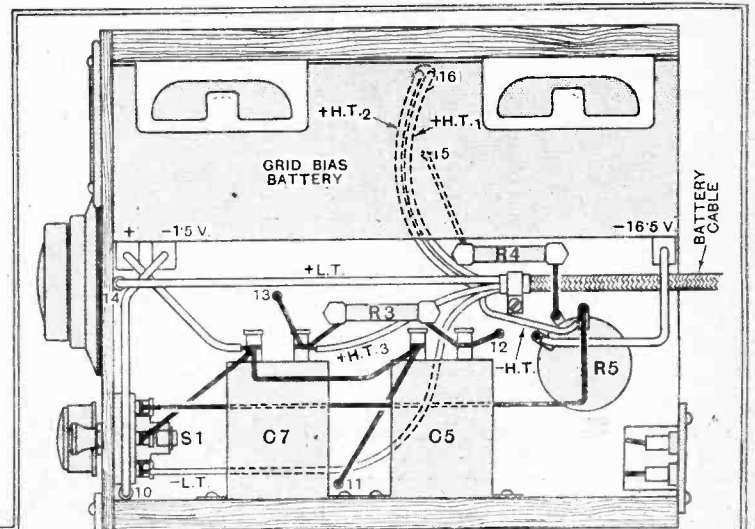 16
+H.T.2
+H.T.1
5
GRID BIAS
BATTERY
+
-1·5 V.
-16·5 V.
BATTERY
CABLE
R4
+L.T.
14
13
R3
12
+H.T.3
-H.T.
R5
S1
C7
C5
-L.T.
10
11